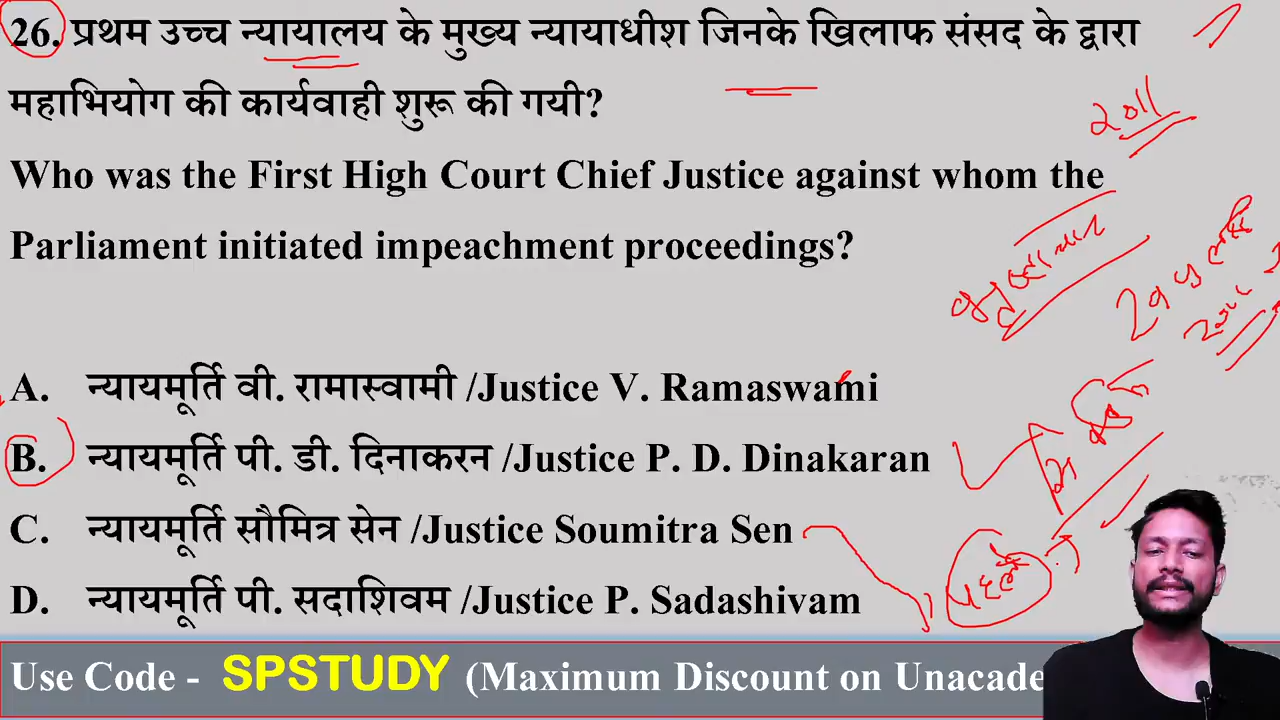 26. प्रथम उच्च न्यायालय के मुख्य न्यायाधीश जिनके खिलाफ संसद के द्वारा
महाभियोग की कार्यवाही शुरू की गयी?
2011
Who was the First High Court Chief Justice against whom the
Parliament initiated impeachment proceedings?
A. न्यायमूर्ति वी. रामास्वामी /Justice V. Ramaswami
B. न्यायमूर्ति पी. डी. दिनाकरन /Justice P. D. Dinakaran
C. न्यायमूर्ति सौमित्र सेन /Justice Soumitra Sen
D. न्यायमूर्ति पी. सदाशिवम /Justice P. Sadashivam
Use Code - SPSTUDY (Maximum Discount on Unacade